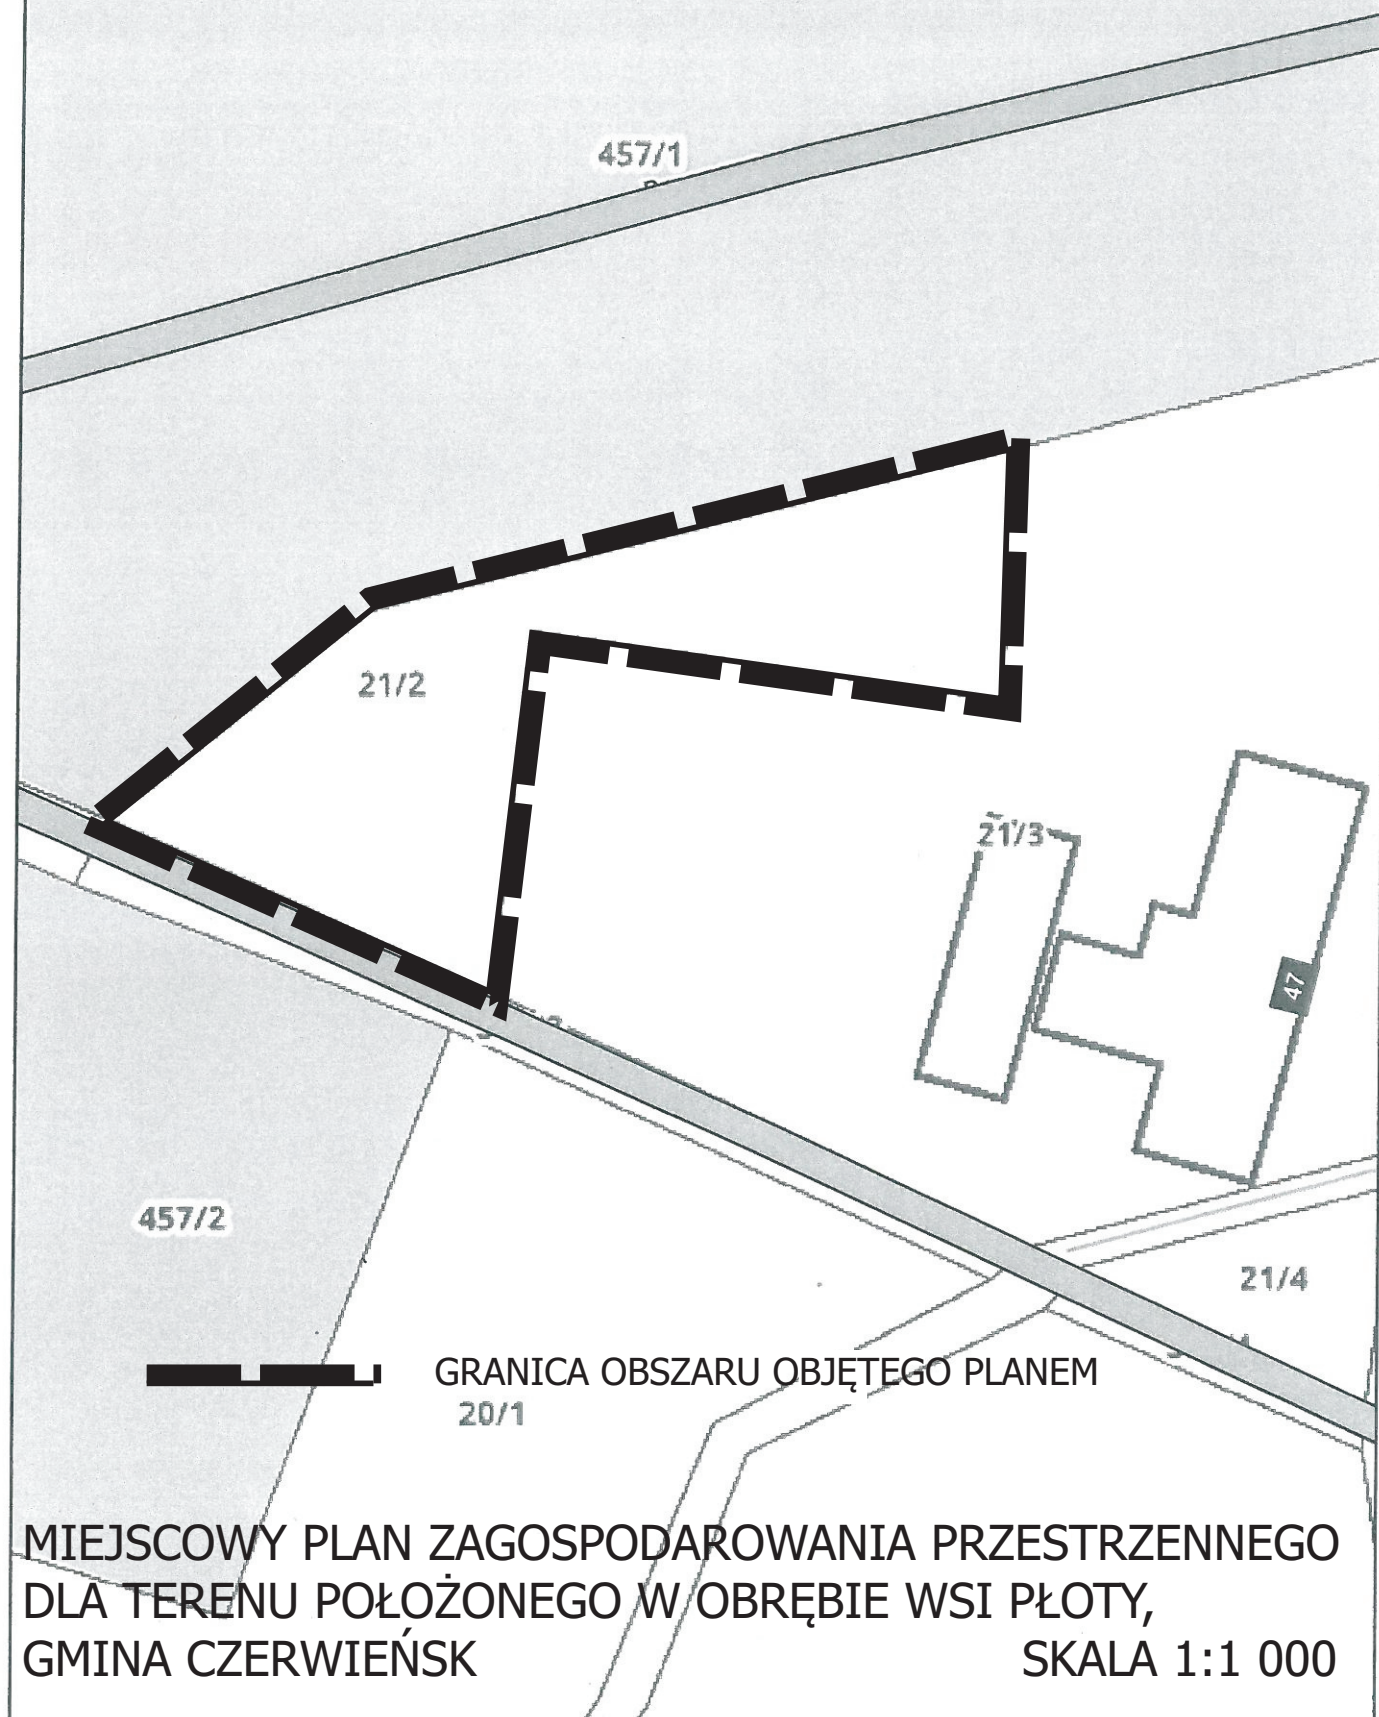 457/1
21/2
21/3
47
457/2
21/4
GRANICA OBSZARU OBJĘTEGO PLANEM
20/1
MIEJSCOWY PLAN ZAGOSPODAROWANIA PRZESTRZENNEGO
DLA TERENU POŁOŻONEGO W OBRĘBIE WSI PŁOTY,
GMINA CZERWIEŃSK SKALA 1:1 000